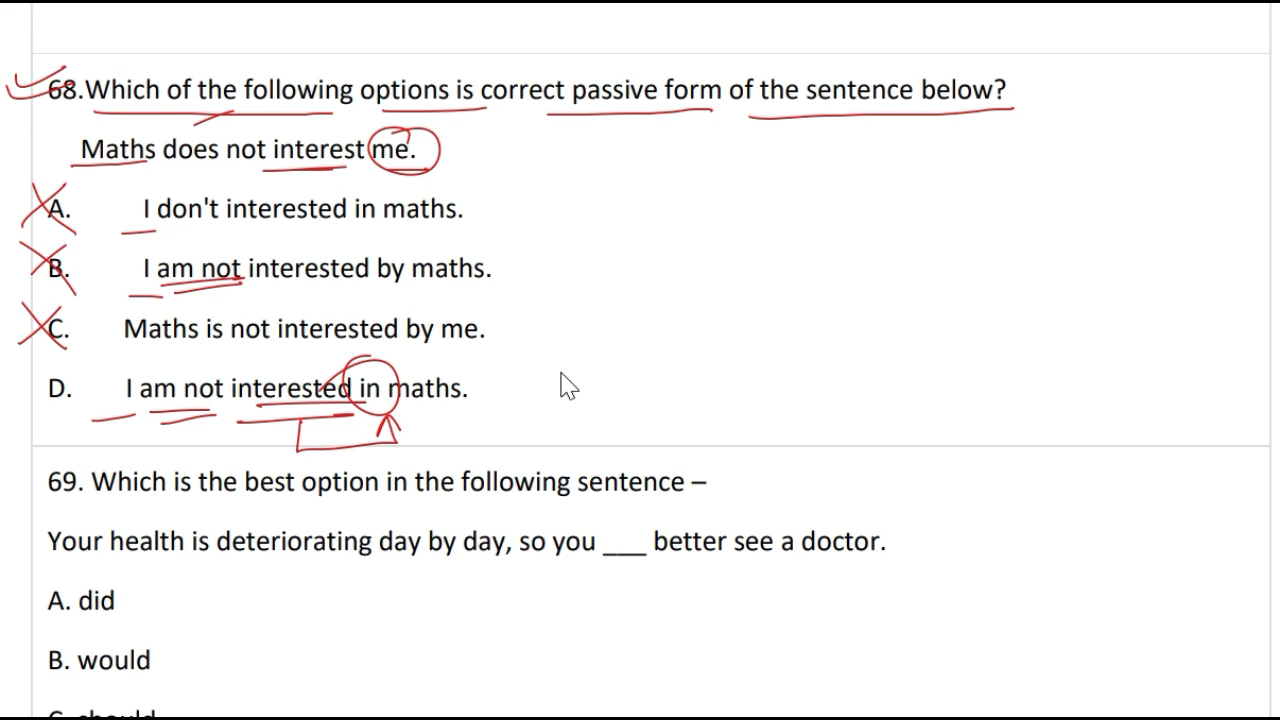 68.Which of the following options is correct passive form of the sentence below?
Maths does not interest me.
A. I don't interested in maths.
B. I am not interested by maths.
C. Maths is not interested by me.
D. I am not interested in maths.
69. Which is the best option in the following sentence –
Your health is deteriorating day by day, so you ___ better see a doctor.
A. did
B. would